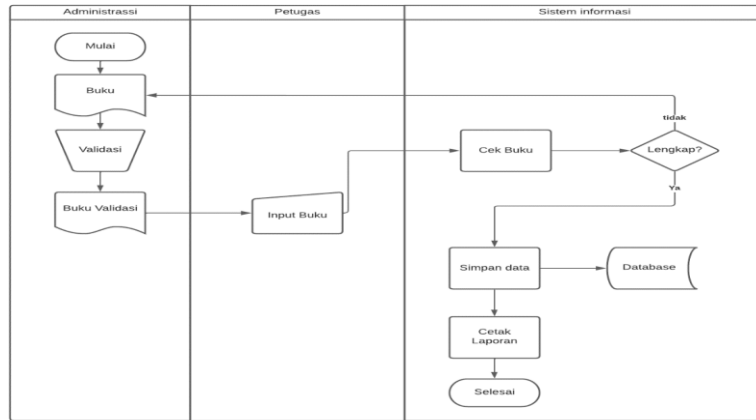 Administrassi
Petugas
Sistem informasi
Mulai
Buku
tidak
Validasi
Cek Buku
Lengkap?
Ya
Buku Validasi
Input Buku
Simpan data
Database
Cetak
Laporan
Selesai